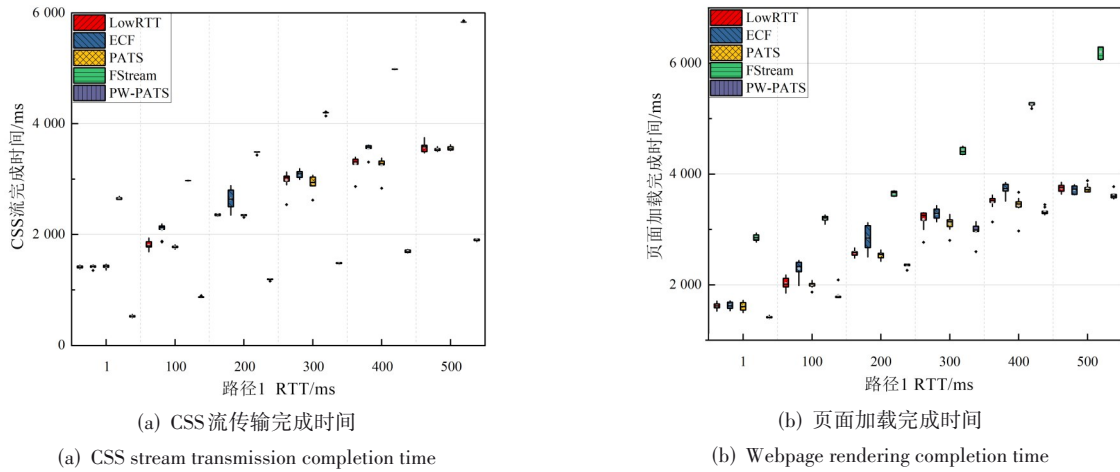 6 000
4 000
2 000
0
CSS流完成时间/ms
LowRTT
ECF
PATS
FStream
PW-PATS
1
100
200
300
400
500
路径1 RTT/ms
(a) CSS流传输完成时间
(a) CSS stream transmission completion time
6 000
4 000
2 000
页面加载完成时间/ms
LowRTT
ECF
PATS
FStream
PW-PATS
1
100
200
300
400
500
路径1 RTT/ms
(b) 页面加载完成时间
(b) Webpage rendering completion time